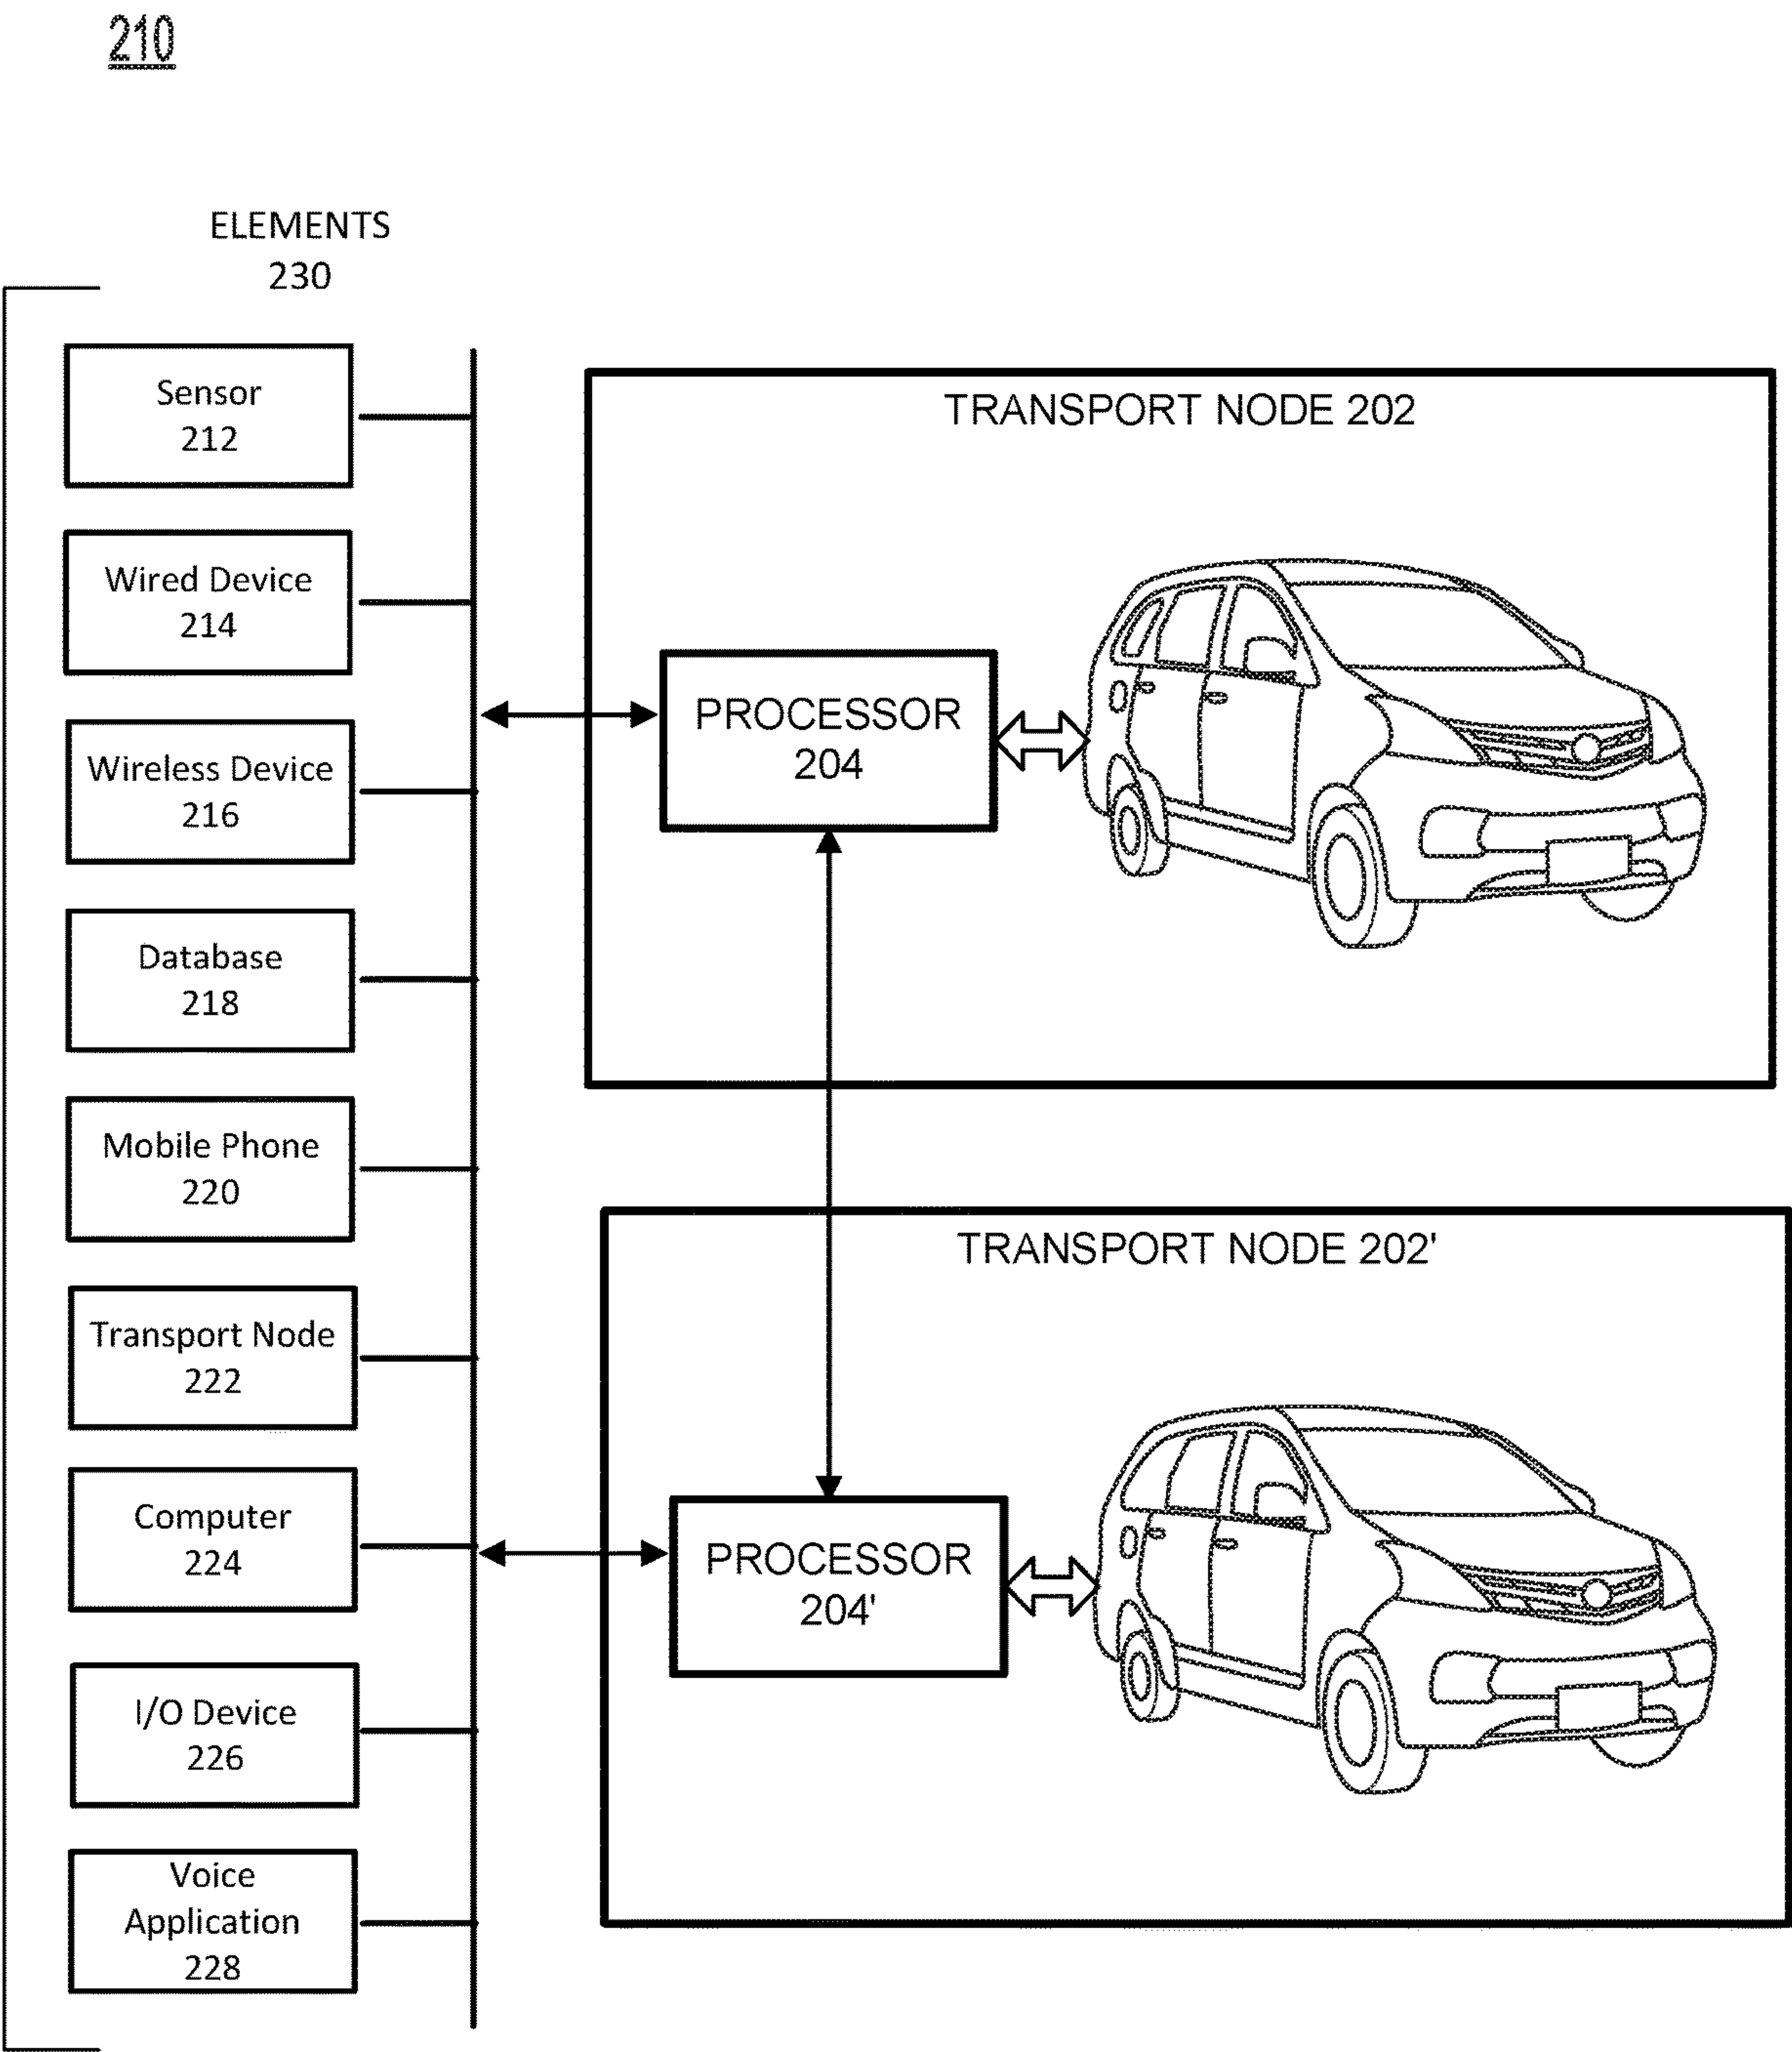 210
ELEMENTS
230
Sensor
212
Wired Device
214
Wireless Device
216
Database
218
Mobile Phone
220
Transport Node
222
Computer
224
I/O Device
226
Voice
Application
228
TRANSPORT NODE 202
PROCESSOR
204
TRANSPORT NODE 202'
PROCESSOR
204'